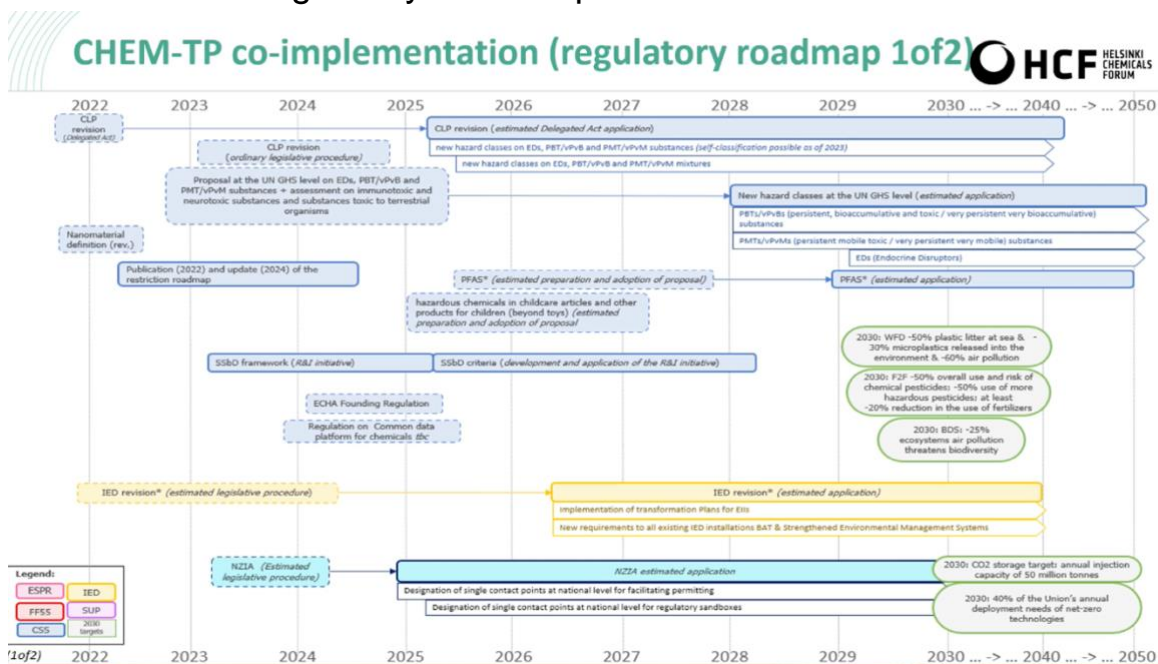 CHEM-TP co-implementation (regulatory roadmap 1of2)
HCF HELSINKI
CHEMICALS
FORUM
2022 2023 2024 2025 2026 2027 2028 2029 2030 ... -> ... 2040 ... -> ... 2050
CLP
revision
(Delegated Act)
CLP revision (estimated Delegated Act application)
CLP revision
(ordinary legislative procedure)
new hazard classes on EDs, PBT/vPvB and PMT/vPvM substances (self-classification possible as of 2023)
new hazard classes on EDs, PBT/vPvB and PMT/vPvM mixtures
Proposal at the UN GHS level on EDs, PBT/vPvB and
PMT/vPvM substances + assessment on immunotoxic and
neurotoxic substances and substances toxic to terrestrial
organisms
New hazard classes at the UN GHS level (estimated application)
PBTs/vPvBs (persistent, bioaccumulative and toxic / very persistent very bioaccumulative)
substances
PMTs/vPvMs (persistent mobile toxic / very persistent very mobile) substances
EDs (Endocrine Disruptors)
Nanomaterial
definition (rev.)
Publication (2022) and update (2024) of the
restriction roadmap
PFAS* (estimated preparation and adoption of proposal)
PFAS* (estimated application)
hazardous chemicals in childcare articles and other
products for children (beyond toys) (estimated
preparation and adoption of proposal
2030: WFD -50% plastic litter at sea & -
30% microplastics released into the
environment & -60% air pollution
SSbD framework (R&I initiative)
SSbD criteria (development and application of the R&I initiative)
2030: F2F -50% overall use and risk of
chemical pesticides; -50% use of more
hazardous pesticides; at least
-20% reduction in the use of fertilizers
ECHA Founding Regulation
Regulation on Common data
platform for chemicals tbc
2030: BDS: -25%
ecosystems air pollution
threatens biodiversity
IED revision* (estimated legislative procedure)
IED revision* (estimated application)
Implementation of transformation Plans for EIIs
New requirements to all existing IED installations BAT & Strengthened Environmental Management Systems
NZIA (Estimated
legislative procedure)
NZIA estimated application
2030: CO2 storage target: annual injection
capacity of 50 million tonnes
Designation of single contact points at national level for facilitating permitting
Designation of single contact points at national level for regulatory sandboxes
2030: 40% of the Union's annual
deployment needs of net-zero
technologies
Legend:
ESPR IED
FF55 SUP
CSS 2030
targets
1of2)
2022 2023 2024 2025 2026 2027 2028 2029 2030 ... -> ... 2040 ... -> ... 2050